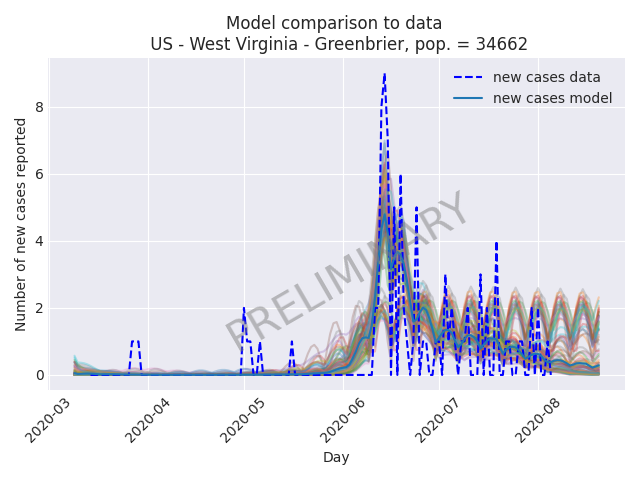 Model comparison to data
US - West Virginia - Greenbrier, pop. = 34662
new cases data
new cases model
PRELIMINARY
Number of new cases reported
8
6
4
2
0
2020-03
2020-04
2020-05
2020-06
2020-07
2020-08
Day